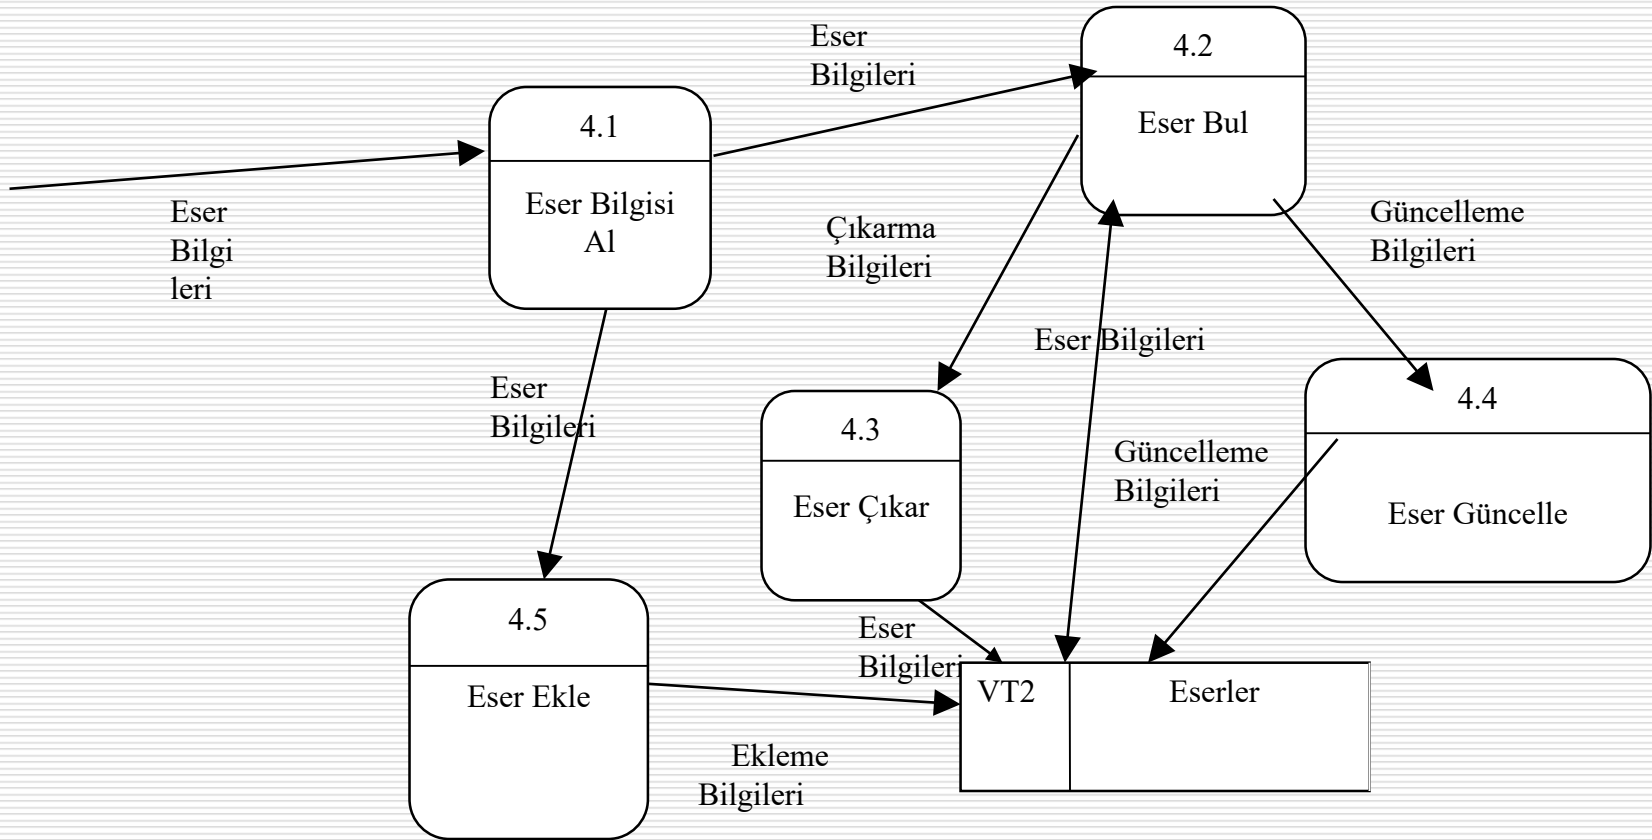 Eser
Bilgileri
4.2
Eser Bul
4.1
Eser Bilgisi
Al
Eser
Bilgi
leri
Çıkarma
Bilgileri
Güncelleme
Bilgileri
Eser Bilgileri
Eser
Bilgileri
4.3
Eser Çıkar
4.4
Eser Güncelle
Güncelleme
Bilgileri
4.5
Eser Ekle
Eser
Bilgileri
VT2
Eserler
Ekleme
Bilgileri